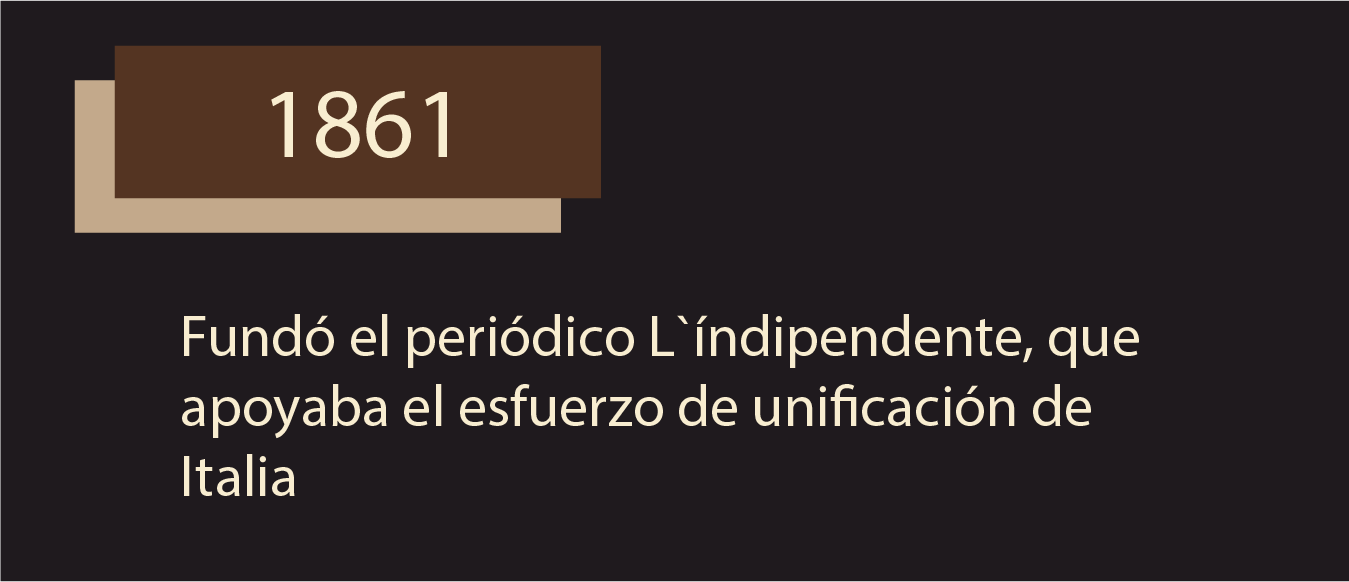 1861
Fundó el periódico L`índipendente, que
apoyaba el esfuerzo de unificación de
Italia